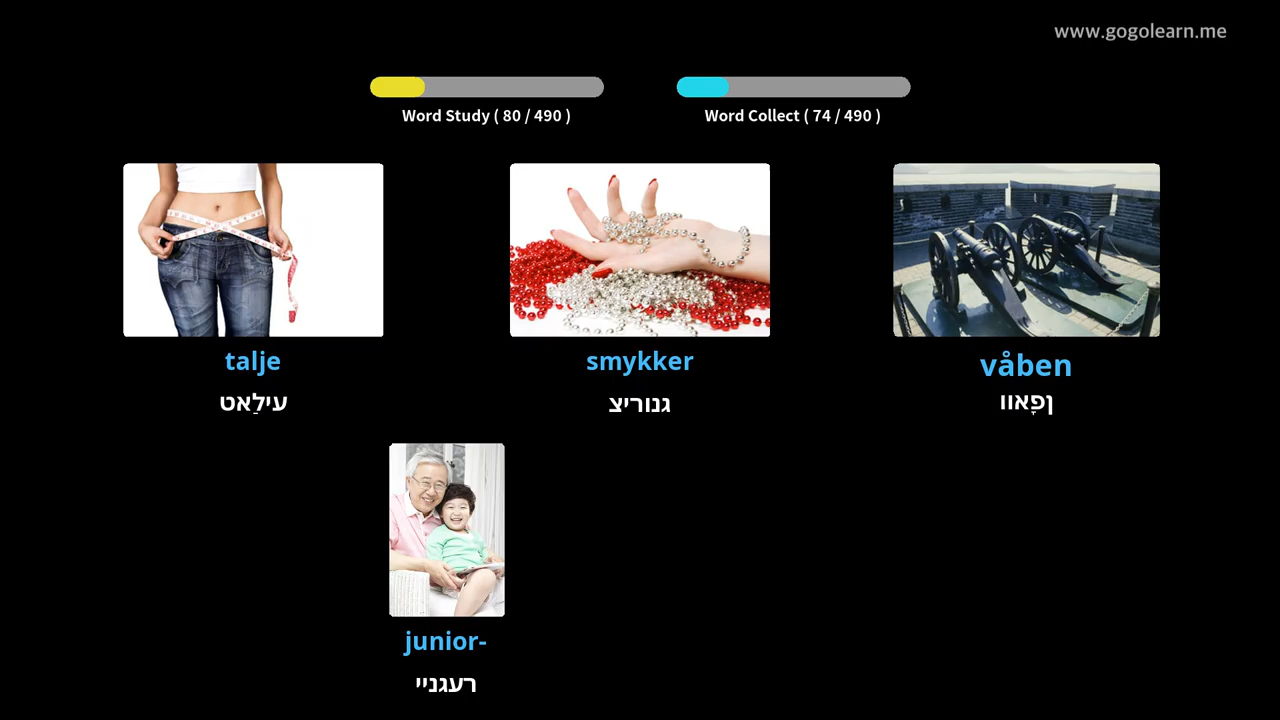 www.gogolearn.me
Word Study ( 80 / 490 )
Word Collect ( 74 / 490 )
talje
smykker
våben
עילַאט
גנוריצ
ןפָאוו
junior-
רעגניי